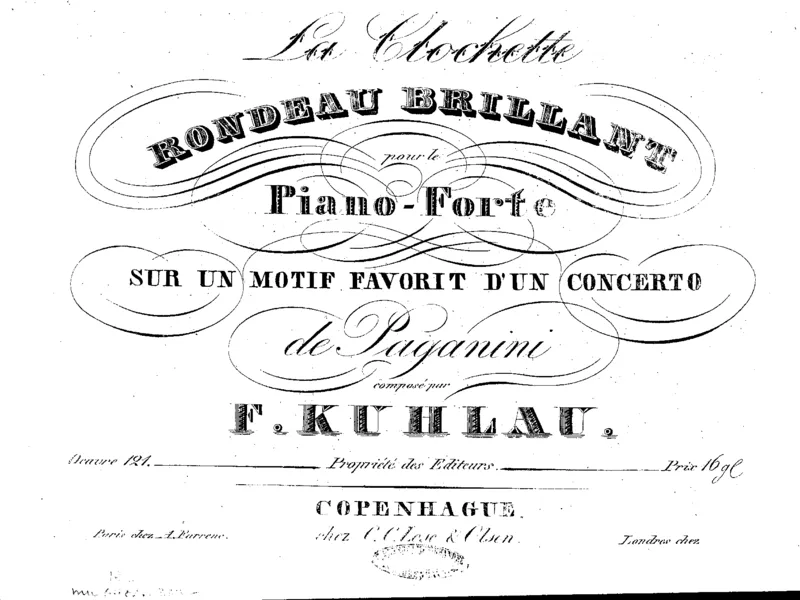 La Clochette
RONDEAU BRILLANT
pour le
Piano-Forte
SUR UN MOTIF FAVORIT D'UN CONCERTO
de Paganini
composé par
F. KUHLAU.
Oeuvre 121. Propriété des Editeurs. Prix 16 gl
COPENHAGUE.
Paris chez A. Farrenc. chez C. C. Lose & Olsen. Londres chez